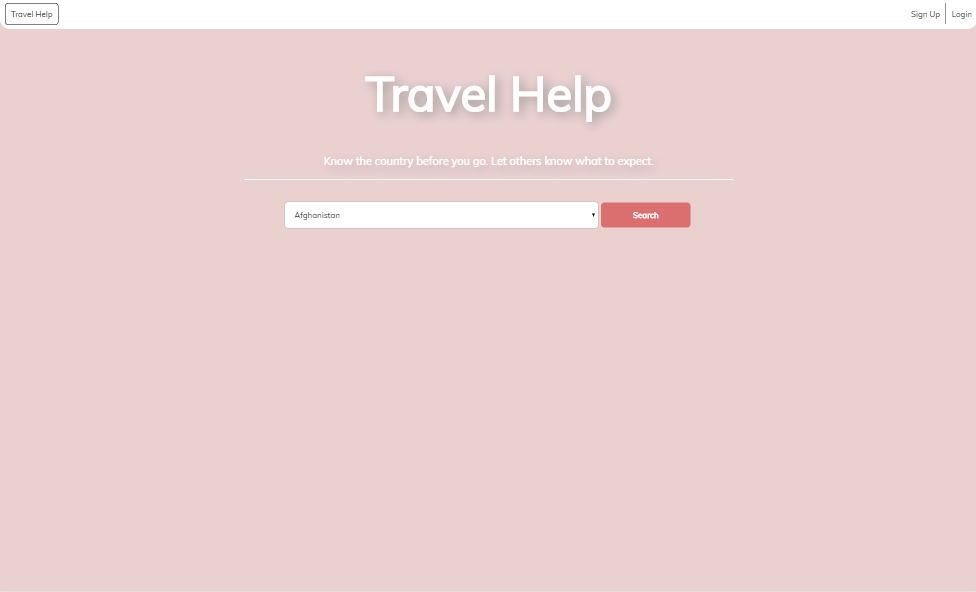 Travel Help
Sign Up
Login
Travel Help
Know the country before you go. Let others know what to expect.
Afghanistan
Search